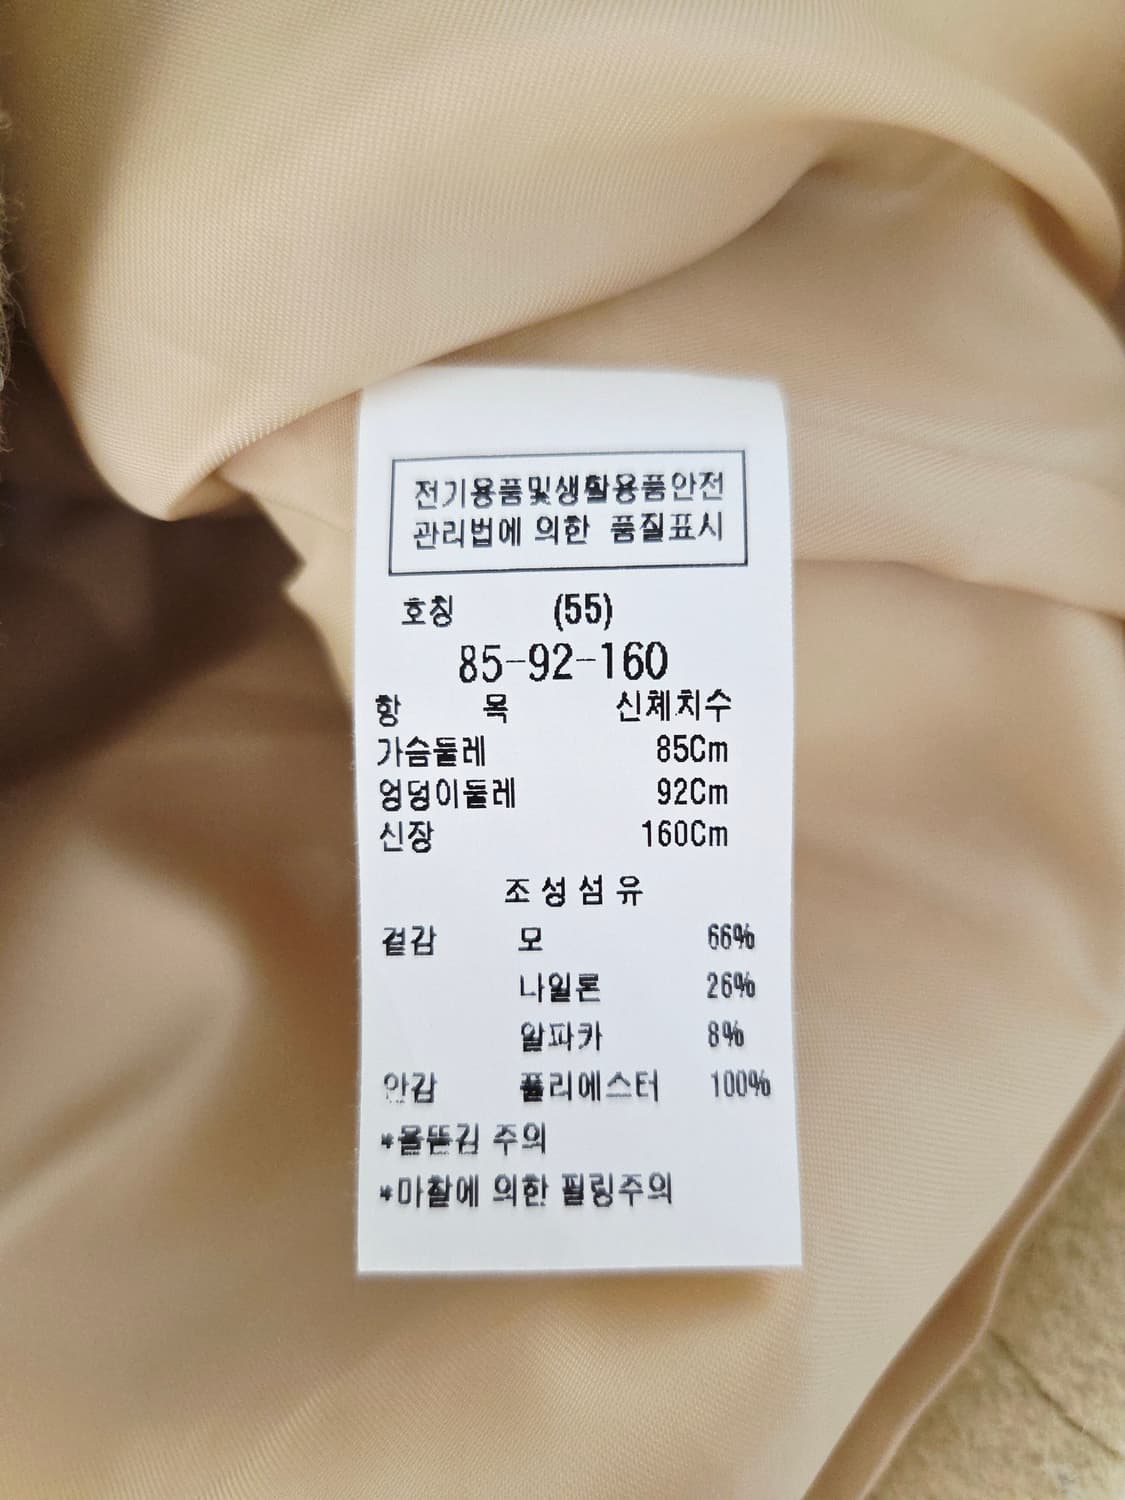 전기용품및생활용품안전
관리법에 의한 품질표시
호칭 (55)
85-92-160
항 목 신체치수
가슴둘레 85Cm
엉덩이둘레 92Cm
신장 160Cm
조성섬유
겉감 모 66%
나일론 26%
알파카 8%
안감 폴리에스터 100%
*올뜯김 주의
*마찰에 의한 필링주의